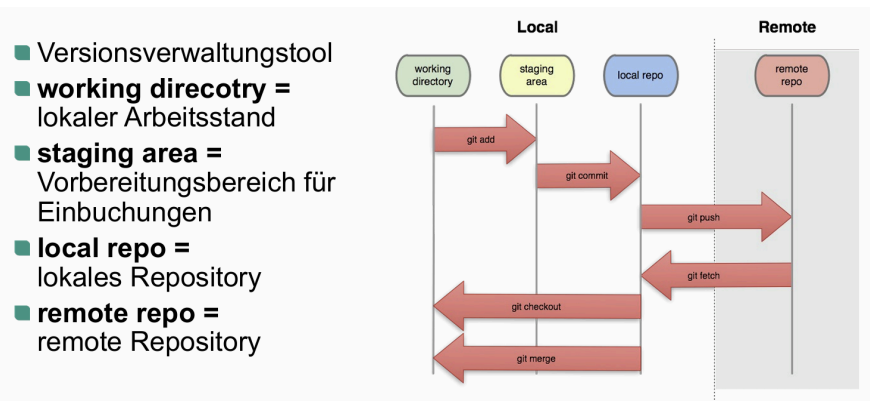 Versionsverwaltungstool
working direcotry =
lokaler Arbeitsstand
staging area =
Vorbereitungsbereich für
Einbuchungen
local repo =
lokales Repository
remote repo =
remote Repository
Local
Remote
working
directory
staging
area
local repo
remote
repo
git add
git commit
git push
git fetch
git checkout
git merge